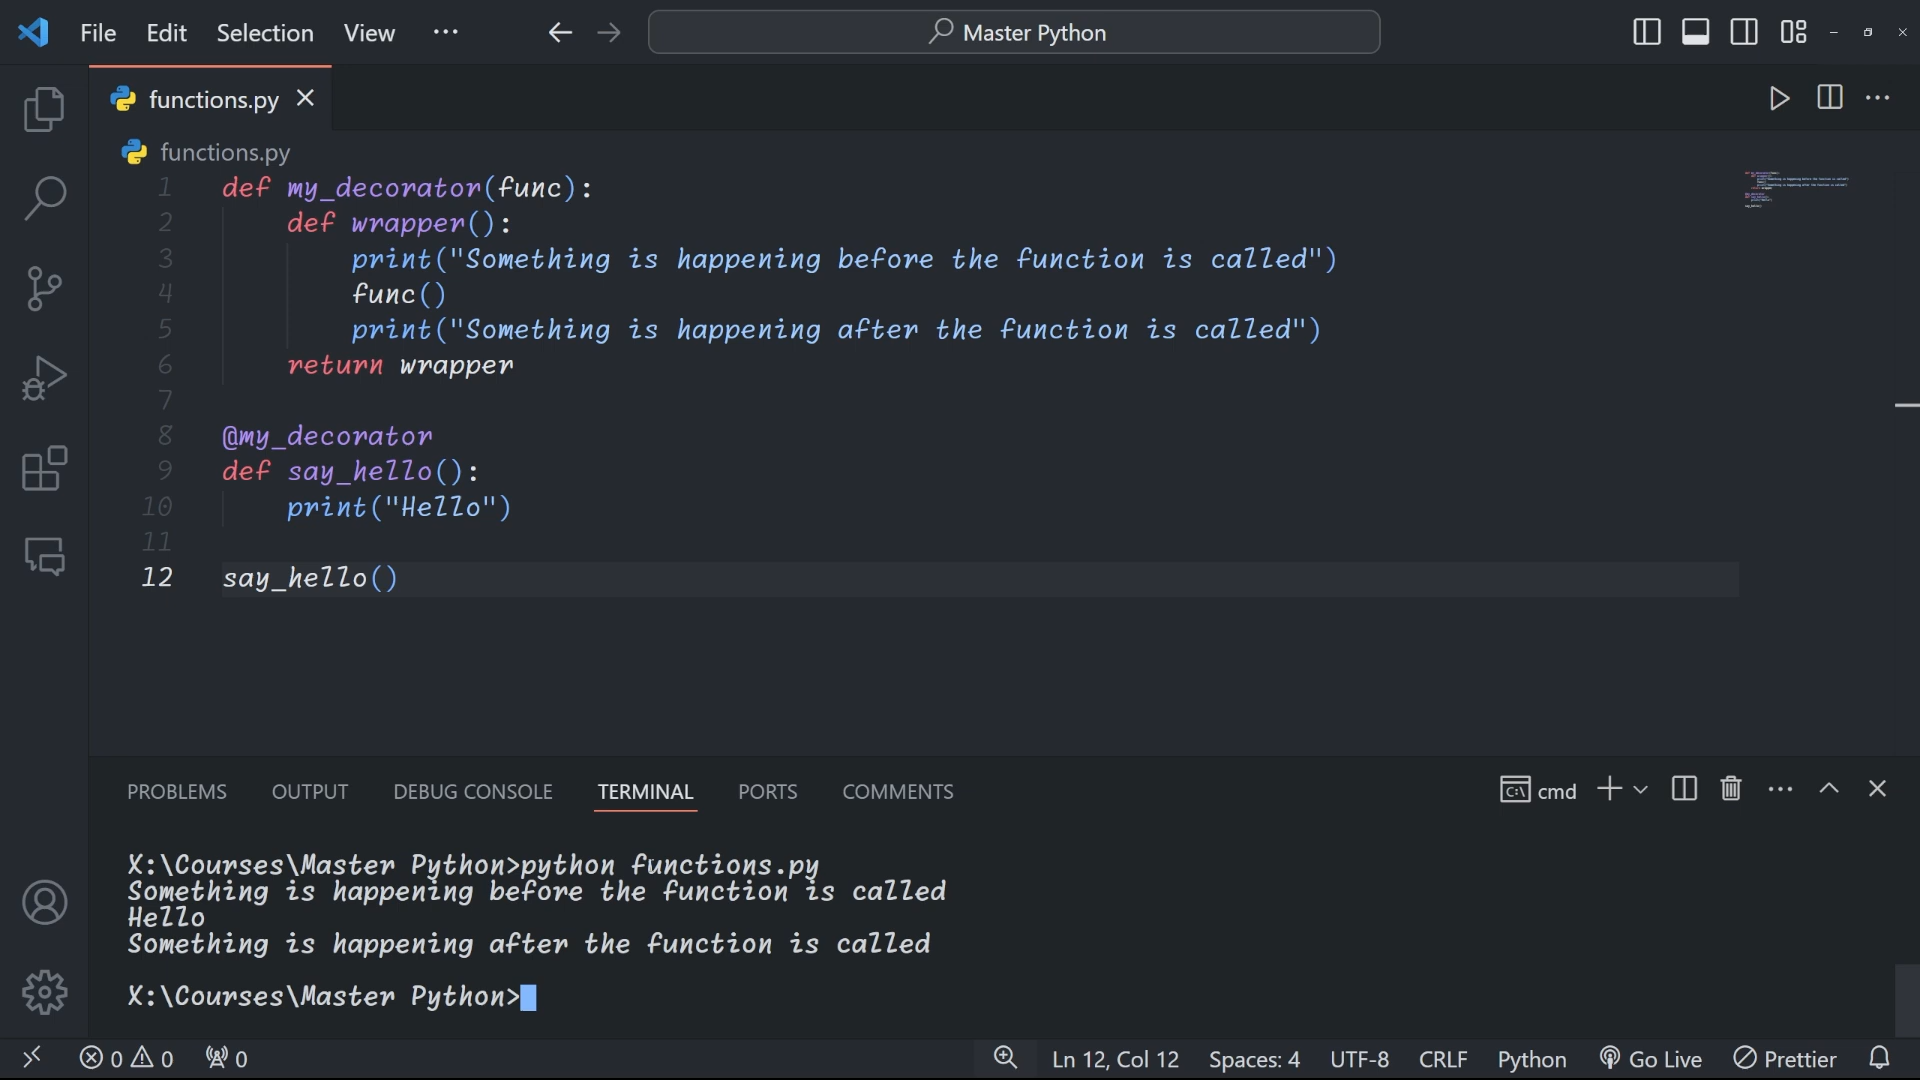 File Edit Selection View ··· Master Python
functions.py
functions.py
1 def my_decorator(func):
2     def wrapper():
3         print("Something is happening before the function is called")
4         func()
5         print("Something is happening after the function is called")
6     return wrapper
7
8 @my_decorator
9 def say_hello():
10     print("Hello")
11
12 say_hello()
PROBLEMS OUTPUT DEBUG CONSOLE TERMINAL PORTS COMMENTS cmd
X:\Courses\Master Python>python functions.py
Something is happening before the function is called
Hello
Something is happening after the function is called
X:\Courses\Master Python>
0 0 0 Ln 12, Col 12 Spaces: 4 UTF-8 CRLF Python Go Live Prettier